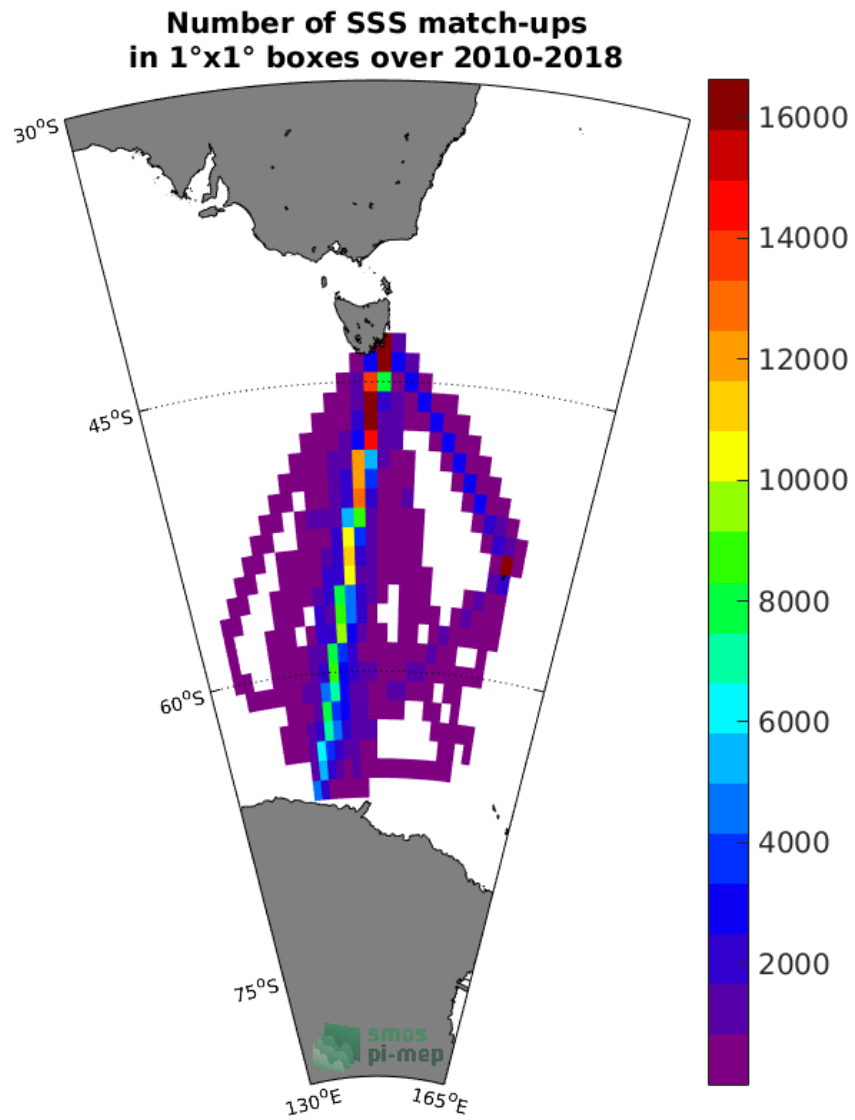 Number of SSS match-ups
in 1°x1° boxes over 2010-2018
30°S
45°S
60°S
75°S
130°E
165°E
16000
14000
12000
10000
8000
6000
4000
2000
smos
pi-mep